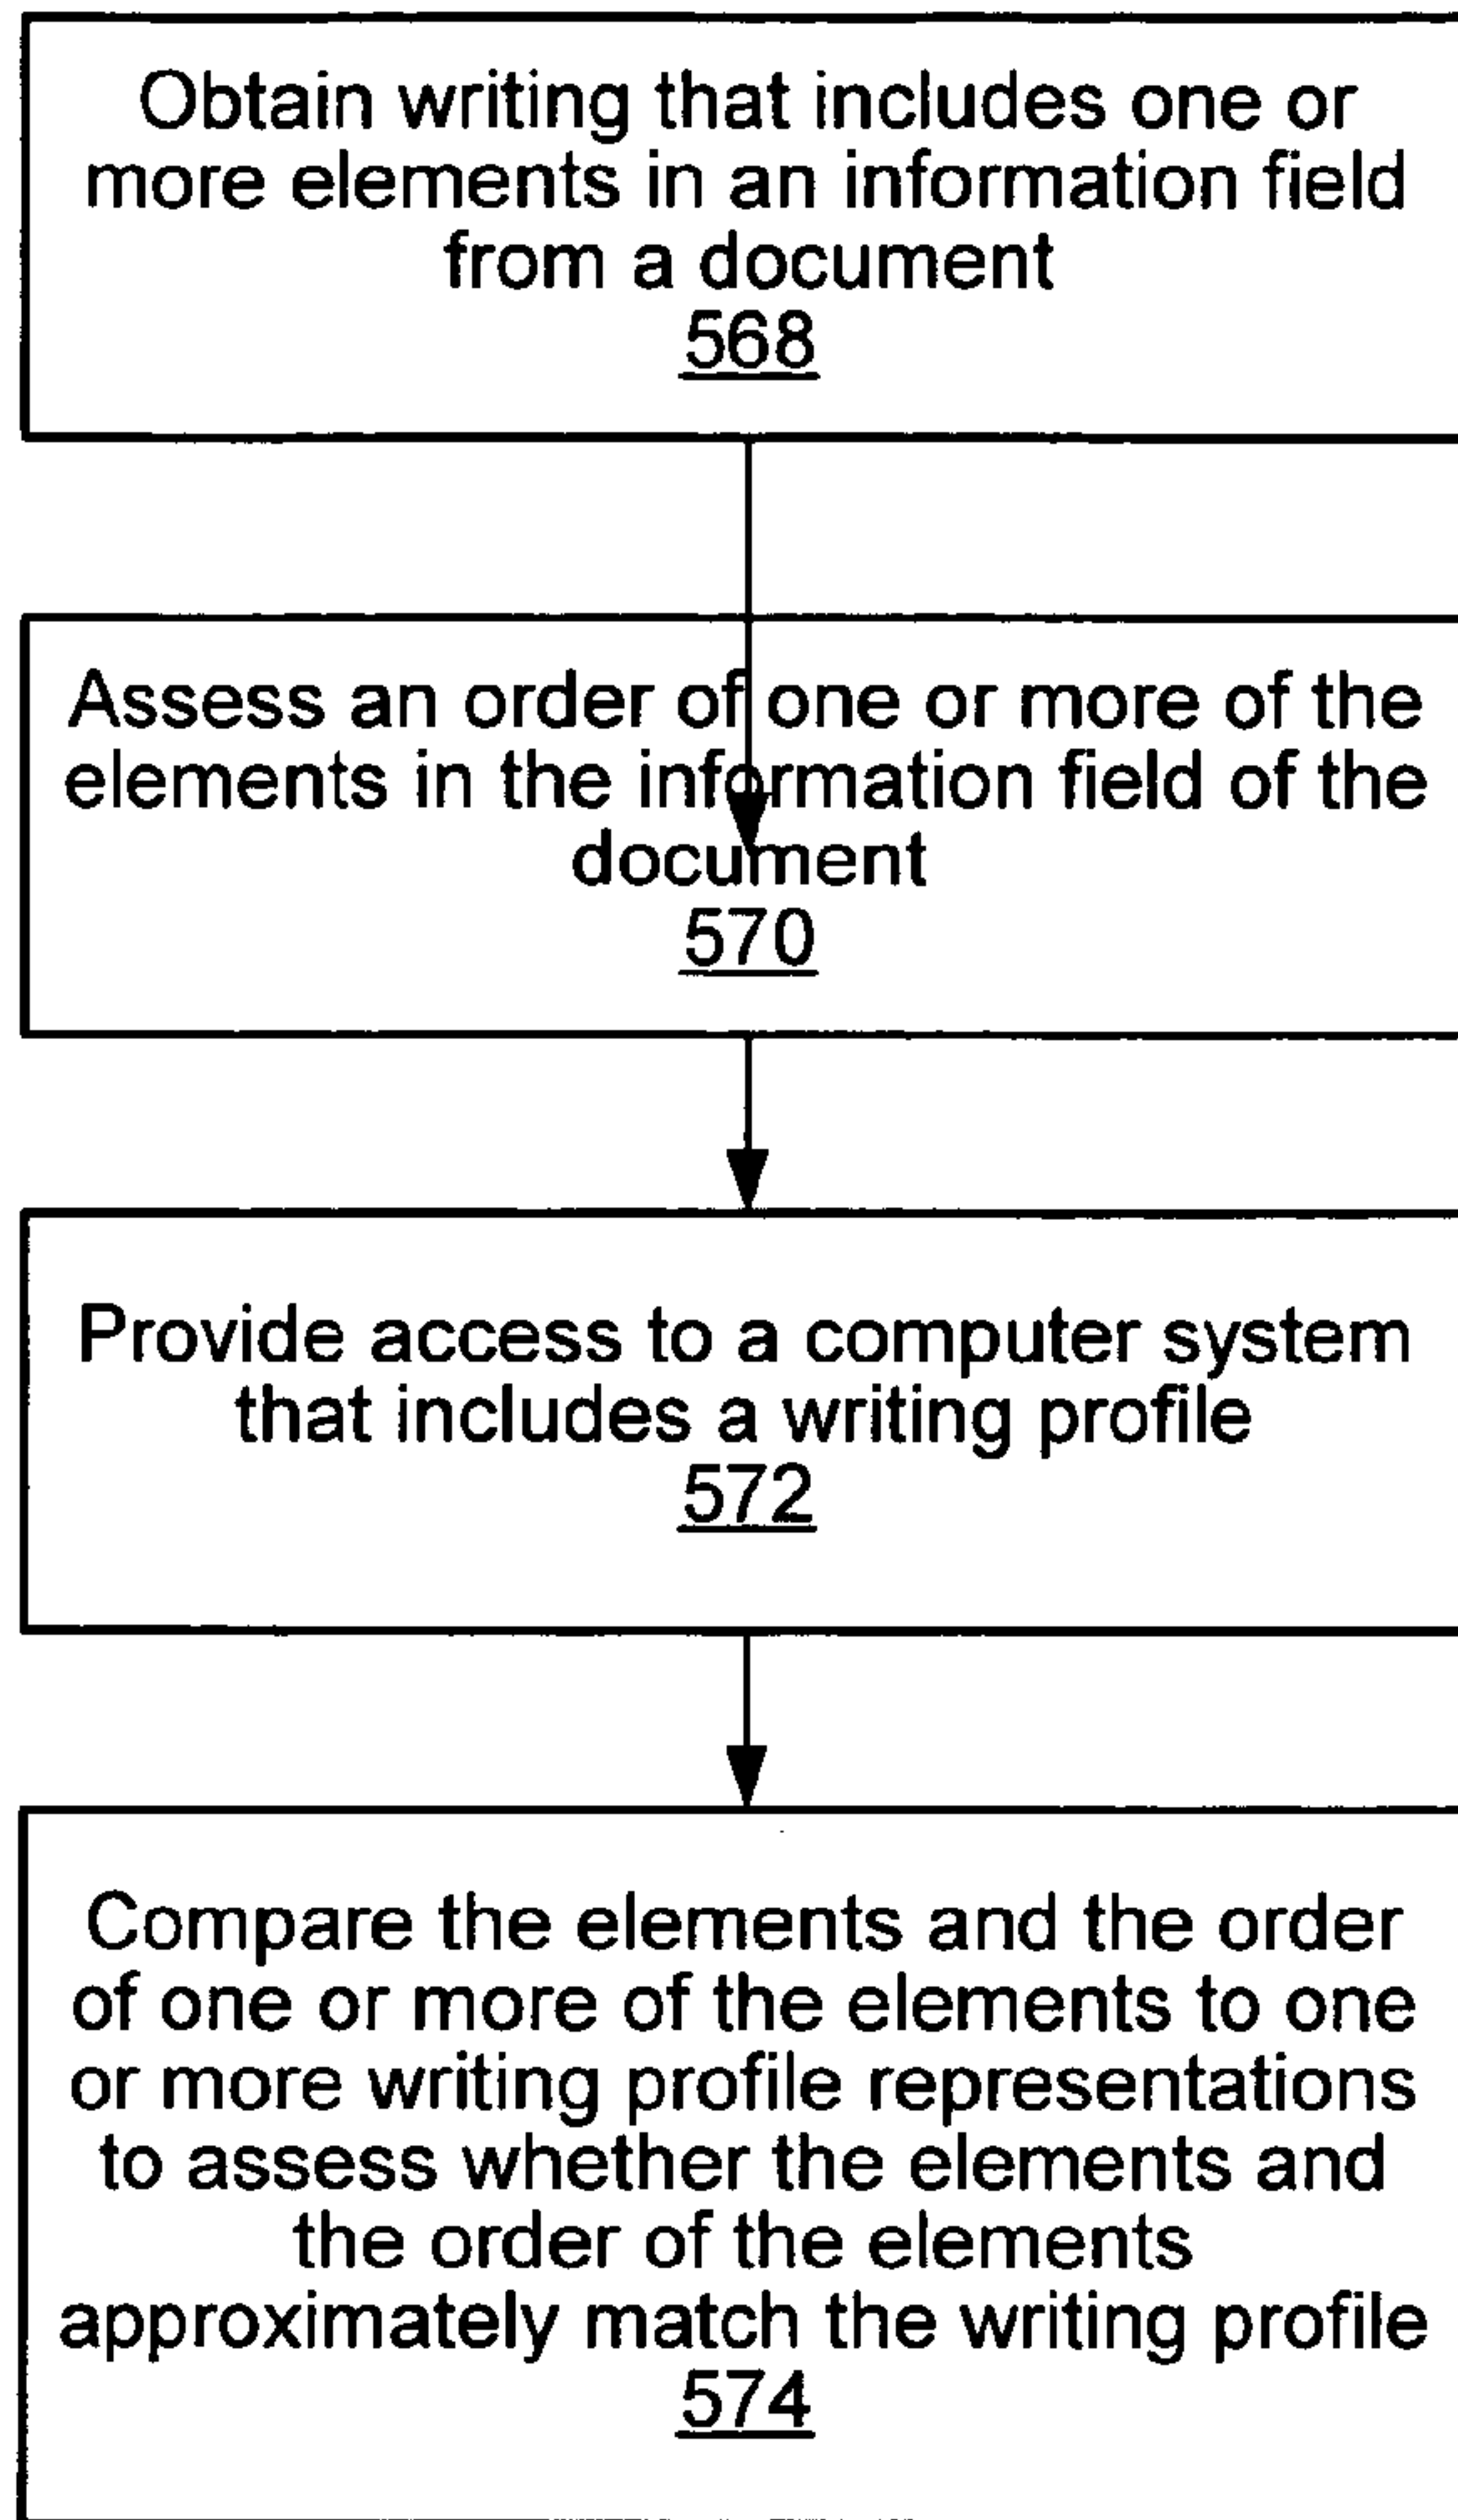 Obtain writing that includes one or
more elements in an information field
from a document
568
Assess an order of one or more of the
elements in the information field of the
document
570
Provide access to a computer system
that includes a writing profile
572
Compare the elements and the order
of one or more of the elements to one
or more writing profile representations
to assess whether the elements and
the order of the elements
approximately match the writing profile
574